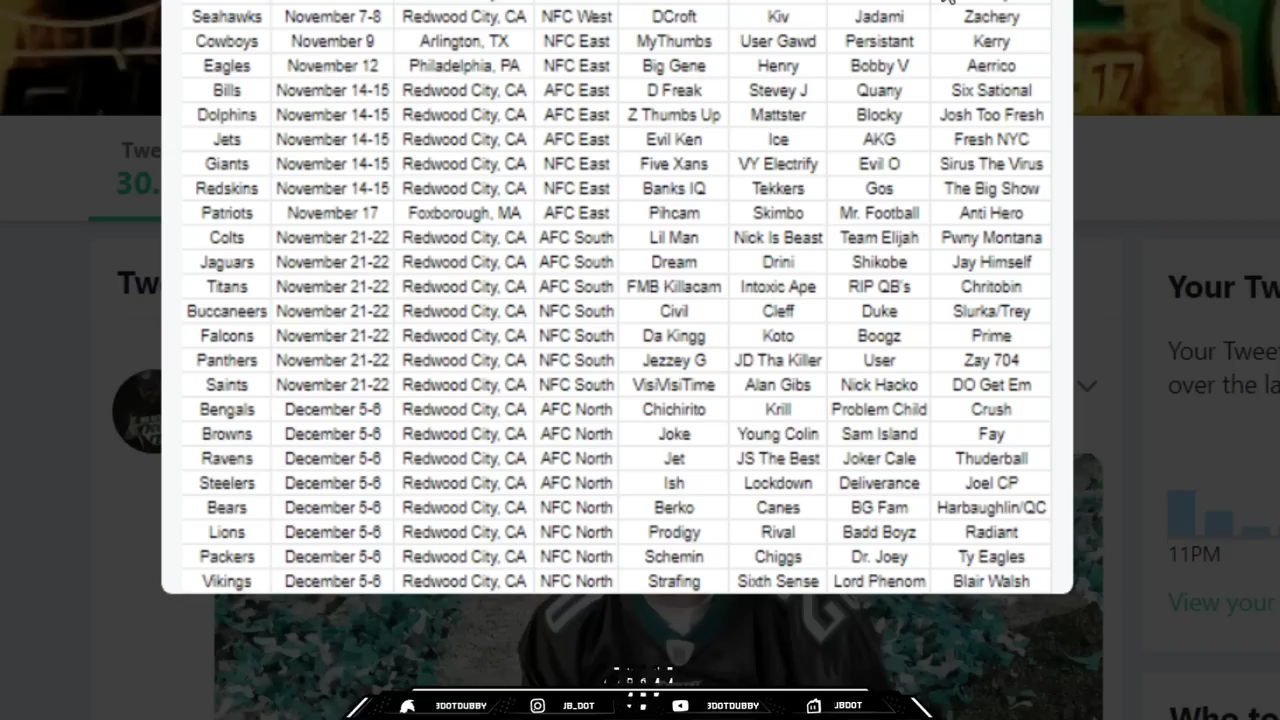 Seahawks November 7-8 Redwood City, CA NFC West DCroft Kiv Jadami Zachery
Cowboys November 9 Arlington, TX NFC East MyThumbs User Gawd Persistant Kerry
Eagles November 12 Philadelphia, PA NFC East Big Gene Henry Bobby V Aerrico
Bills November 14-15 Redwood City, CA AFC East D Freak Stevey J Quany Six Sational
Dolphins November 14-15 Redwood City, CA AFC East Z Thumbs Up Mattster Blocky Josh Too Fresh
Jets November 14-15 Redwood City, CA AFC East Evil Ken Ice AKG Fresh NYC
Giants November 14-15 Redwood City, CA NFC East Five Xans VY Electrify Evil O Sirus The Virus
Redskins November 14-15 Redwood City, CA NFC East Banks IQ Tekkers Gos The Big Show
Patriots November 17 Foxborough, MA AFC East Pihcam Skimbo Mr. Football Anti Hero
Colts November 21-22 Redwood City, CA AFC South Lil Man Nick Is Beast Team Elijah Pwny Montana
Jaguars November 21-22 Redwood City, CA AFC South Dream Drini Shikobe Jay Himself
Titans November 21-22 Redwood City, CA AFC South FMB Killacam Intoxic Ape RIP QB's Chritobin
Buccaneers November 21-22 Redwood City, CA NFC South Civil Cleff Duke Slurka/Trey
Falcons November 21-22 Redwood City, CA NFC South Da Kingg Koto Boogz Prime
Panthers November 21-22 Redwood City, CA NFC South Jezzey G JD Tha Killer User Zay 704
Saints November 21-22 Redwood City, CA NFC South VisiVisiTime Alan Gibs Nick Hacko DO Get Em
Bengals December 5-6 Redwood City, CA AFC North Chichirito Krill Problem Child Crush
Browns December 5-6 Redwood City, CA AFC North Joke Young Colin Sam Island Fay
Ravens December 5-6 Redwood City, CA AFC North Jet JS The Best Joker Cale Thuderball
Steelers December 5-6 Redwood City, CA AFC North Ish Lockdown Deliverance Joel CP
Bears December 5-6 Redwood City, CA NFC North Berko Canes BG Fam Harbaughlin/QC
Lions December 5-6 Redwood City, CA NFC North Prodigy Rival Badd Boyz Radiant
Packers December 5-6 Redwood City, CA NFC North Schemin Chiggs Dr. Joey Ty Eagles
Vikings December 5-6 Redwood City, CA NFC North Strafing Sixth Sense Lord Phenom Blair Walsh
Twe
30.
Tw
17
Your Tw
Your Twee
over the la
11PM
View your
Who to
3DOTDUBBY JB_DOT 3DOTDUBBY JBDOT